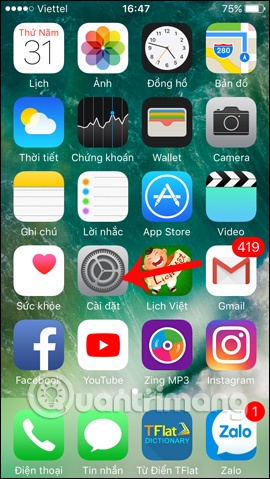 Viettel 16:47 75%
Thứ Năm
31
280
Lịch Ảnh Đồng hồ Bản đồ
Thời tiết Chứng khoán Wallet Camera
Ghi chú Lời nhắc App Store Video
419
Sức khỏe Cài đặt Lịch Việt Gmail
Facebook YouTube Zing MP3 Instagram
Quantrimang
TFlat
DICTIONARY
Zalo
1
Điện thoại Tin nhắn Từ Điển TFlat Zalo